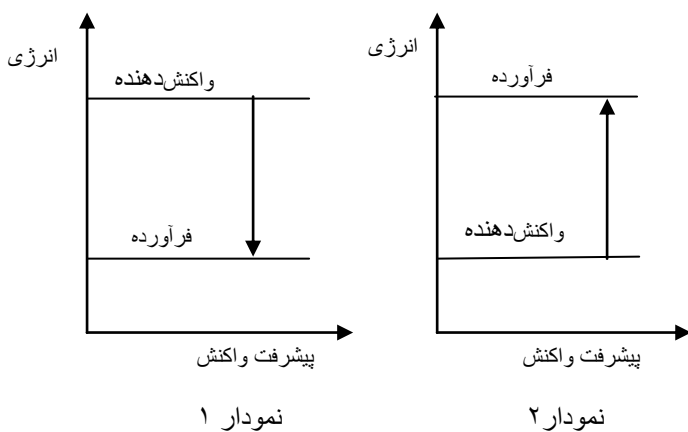 انرژی
واکنش‌دهنده
فرآورده
پیشرفت واکنش
نمودار ۱
انرژی
فرآورده
واکنش‌دهنده
پیشرفت واکنش
نمودار۲